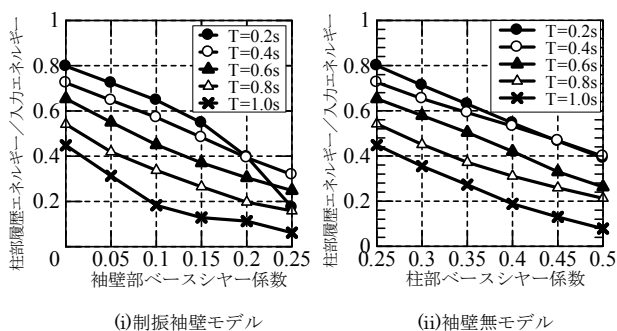 柱部履歴エネルギー／入力エネルギー
1
0.8
0.6
0.4
0.2
0
T=0.2s
T=0.4s
T=0.6s
T=0.8s
T=1.0s
0 0.05 0.1 0.15 0.2 0.25
袖壁部ベースシヤー係数
(i)制振袖壁モデル
柱部履歴エネルギー／入力エネルギー
1
0.8
0.6
0.4
0.2
0
T=0.2s
T=0.4s
T=0.6s
T=0.8s
T=1.0s
0.25 0.3 0.35 0.4 0.45 0.5
柱部ベースシヤー係数
(ii)袖壁無モデル